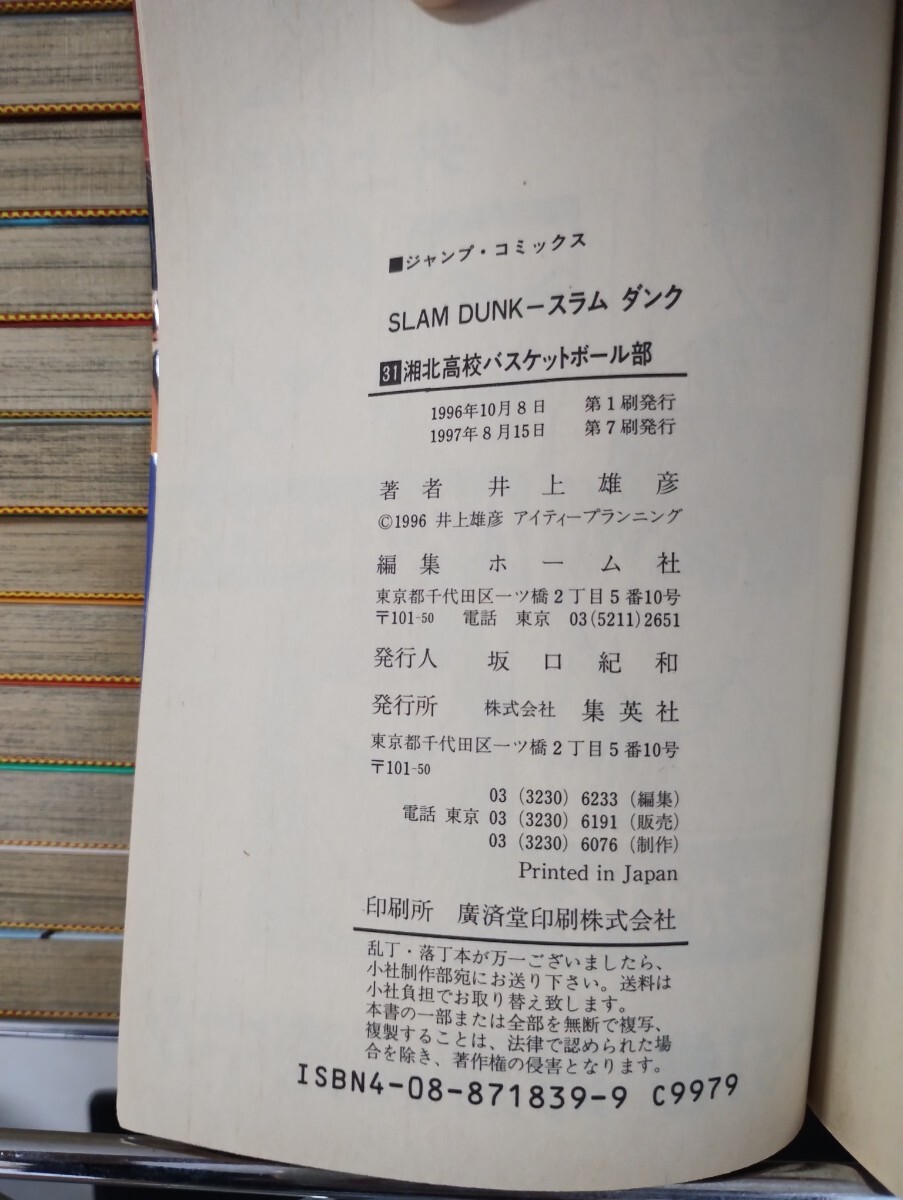 ■ジャンプ・コミックス
SLAM DUNK－スラム ダンク
31 湘北高校バスケットボール部
1996年10月8日 第1刷発行
1997年8月15日 第7刷発行
著者 井上雄彦
©1996 井上雄彦 アイティープランニング
編集 ホーム社
東京都千代田区一ツ橋2丁目5番10号
〒101-50 電話 東京 03(5211)2651
発行人 坂口紀和
発行所 株式会社 集英社
東京都千代田区一ツ橋2丁目5番10号
〒101-50
03 (3230) 6233 (編集)
電話 東京 03 (3230) 6191 (販売)
03 (3230) 6076 (制作)
Printed in Japan
印刷所 廣済堂印刷株式会社
乱丁・落丁本が万一ございましたら、
小社制作部宛にお送り下さい。送料は
小社負担でお取り替え致します。
本書の一部または全部を無断で複写、
複製することは、法律で認められた場
合を除き、著作権の侵害となります。
ISBN4-08-871839-9 C9979